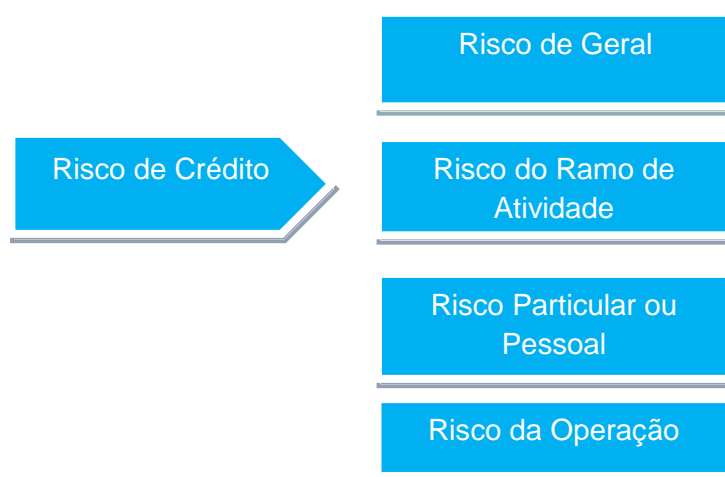 Risco de Geral
Risco de Crédito
Risco do Ramo de
Atividade
Risco Particular ou
Pessoal
Risco da Operação